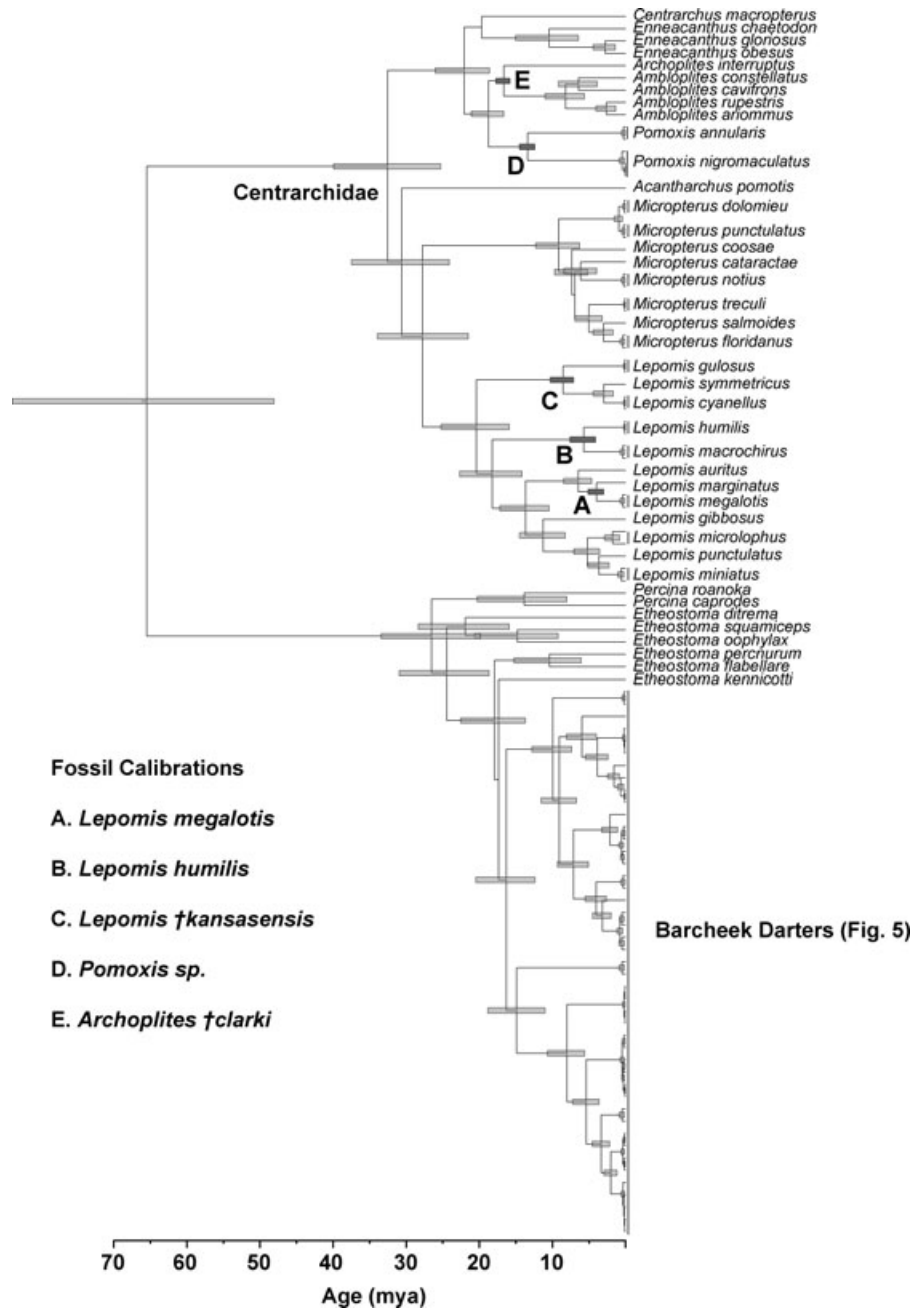 Centrarchus macropterus
Enneacanthus chaetodon
Enneacanthus gloriosus
Enneacanthus obesus
Archoplites interruptus
E
Ambloplites constellatus
Ambloplites cavifrons
Ambloplites rupestris
Ambloplites ariommus
Pomoxis annularis
D
Pomoxis nigromaculatus
Centrarchidae
Acantharchus pomotis
Micropterus dolomieu
Micropterus punctulatus
Micropterus coosae
Micropterus cataractae
Micropterus notius
Micropterus treculi
Micropterus salmoides
Micropterus floridanus
Lepomis gulosus
Lepomis symmetricus
C
Lepomis cyanellus
Lepomis humilis
B
Lepomis macrochirus
Lepomis auritus
Lepomis marginatus
A
Lepomis megalotis
Lepomis gibbosus
Lepomis microlophus
Lepomis punctulatus
Lepomis miniatus
Percina roanoka
Percina caprodes
Etheostoma ditrema
Etheostoma squamiceps
Etheostoma oophylax
Etheostoma percnurum
Etheostoma flabellare
Etheostoma kennicotti
Fossil Calibrations
A. Lepomis megalotis
B. Lepomis humilis
C. Lepomis †kansasensis
D. Pomoxis sp.
E. Archoplites †clarki
Barcheek Darters (Fig. 5)
70 60 50 40 30 20 10
Age (mya)